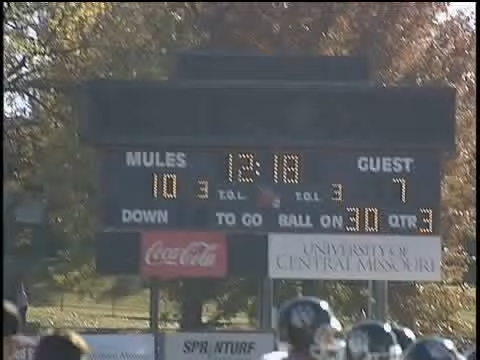 MULES 12:18 GUEST
10 3 T.O.L. T.O.L 3 7
DOWN TO GO BALL ON 30 QTR 3
Coca-Cola
UNIVERSITY OF
CENTRAL MISSOURI
SPRINTURF